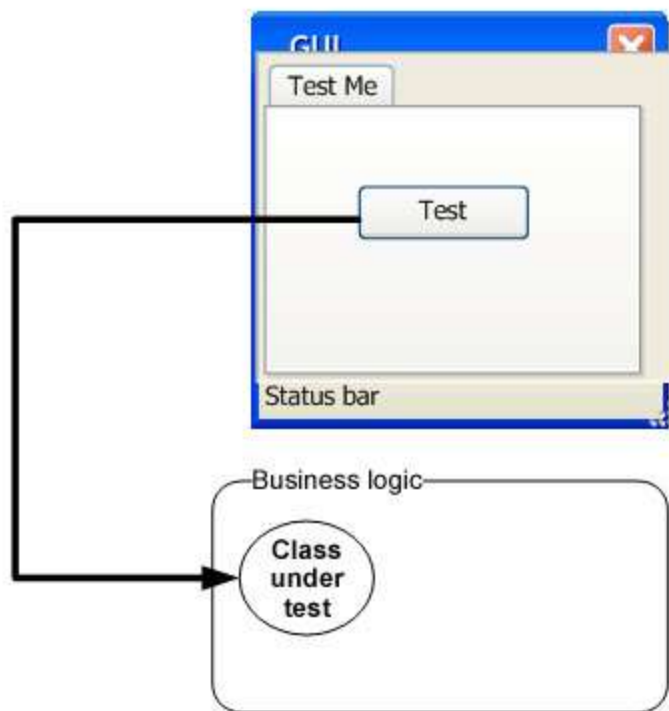 GUI
Test Me
Test
Status bar
Business logic
Class
under
test